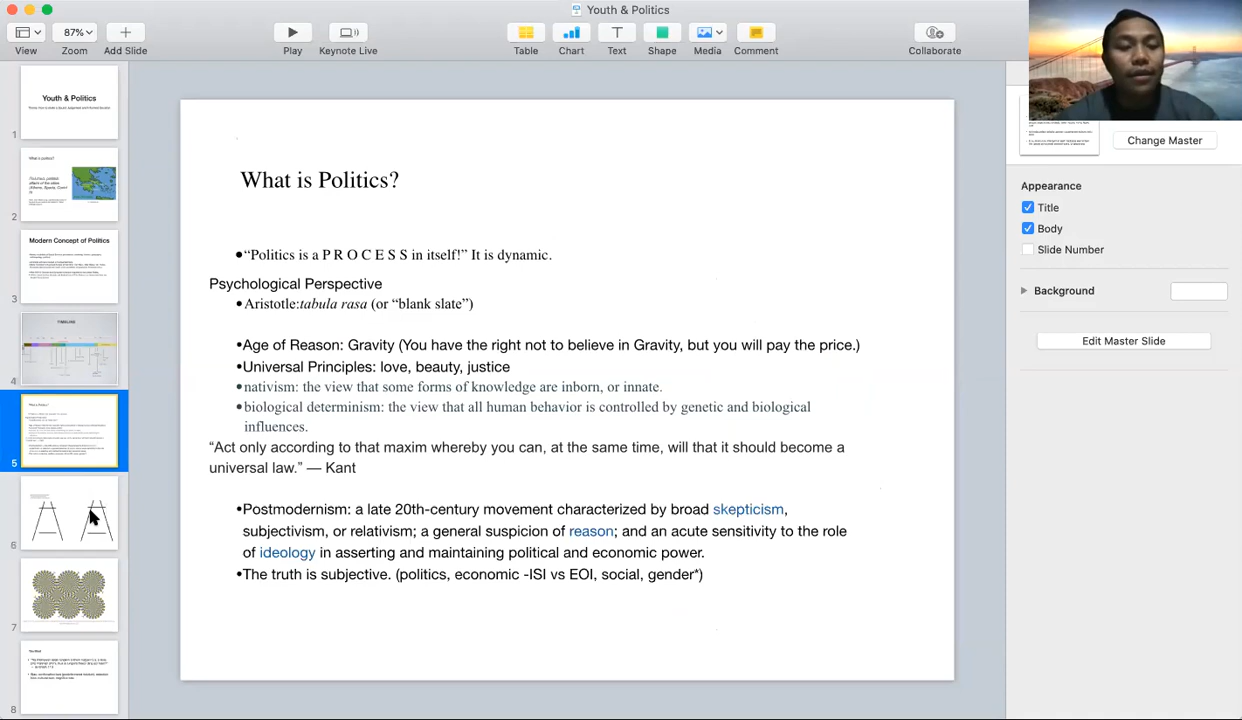 Youth & Politics
87%
View
Zoom
Add Slide
Play
Keynote Live
Table
Chart
Text
Shape
Media
Comment
Collaborate
Youth & Politics
1
What is politics?
2
Modern Concept of Politics
3
TIMELINE
4
5
6
7
8
What is Politics?
•“Politics is a P R O C E S S in itself!” It is dynamic.
Psychological Perspective
•Aristotle:tabula rasa (or “blank slate”)
•Age of Reason: Gravity (You have the right not to believe in Gravity, but you will pay the price.)
•Universal Principles: love, beauty, justice
•nativism: the view that some forms of knowledge are inborn, or innate.
•biological determinism: the view that all human behavior is controlled by genetic and biological
influences.
“Act only according to that maxim whereby you can, at the same time, will that it should become a
universal law.” — Kant
•Postmodernism: a late 20th-century movement characterized by broad skepticism,
subjectivism, or relativism; a general suspicion of reason; and an acute sensitivity to the role
of ideology in asserting and maintaining political and economic power.
•The truth is subjective. (politics, economic -ISI vs EOI, social, gender*)
Change Master
Appearance
Title
Body
Slide Number
Background
Edit Master Slide